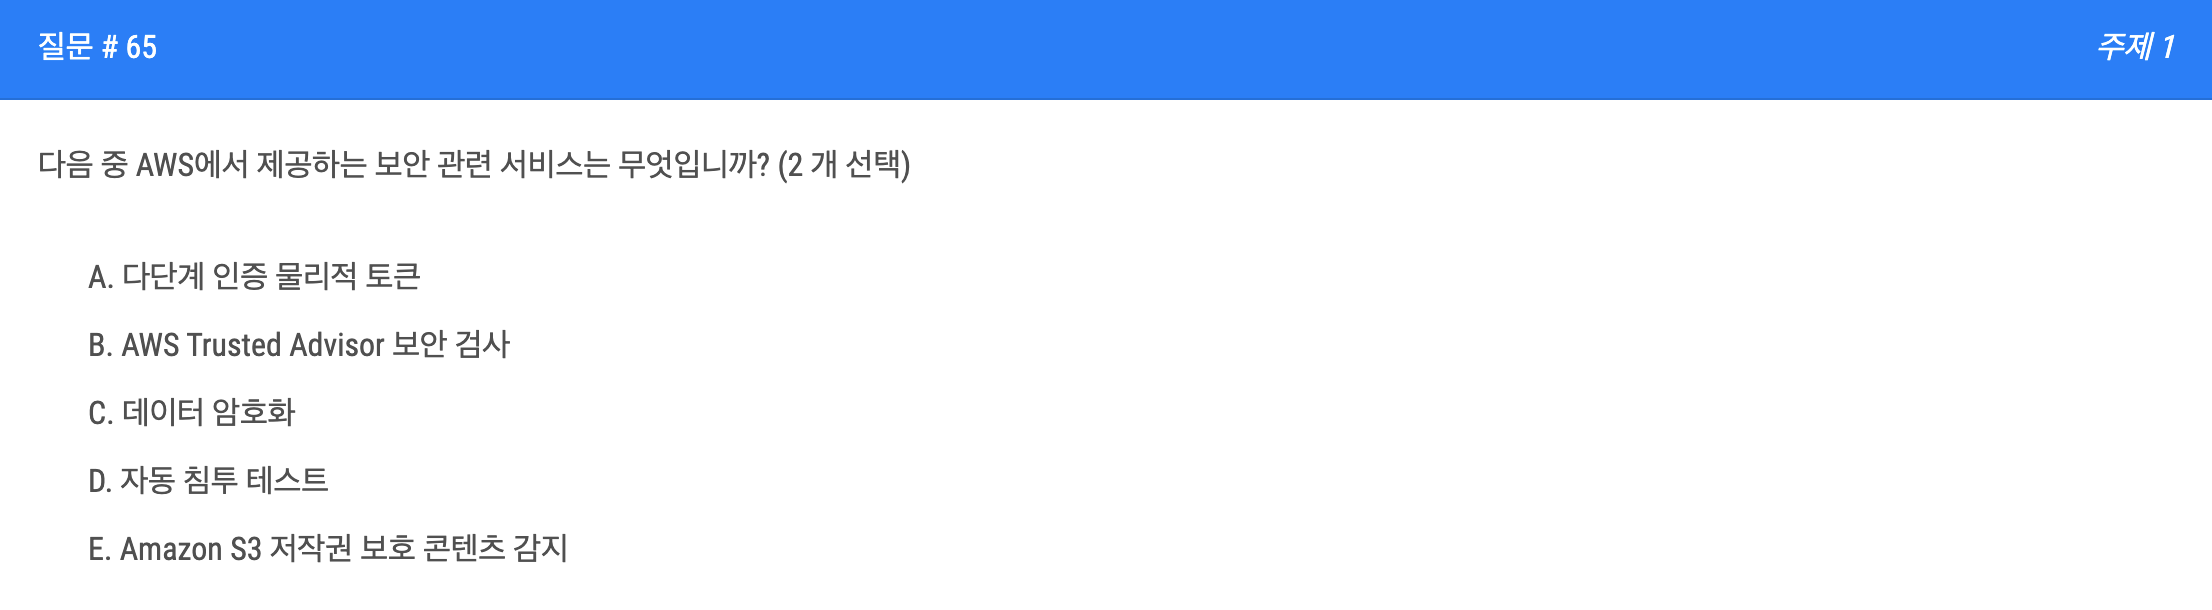 질문 # 65
주제 1
다음 중 AWS에서 제공하는 보안 관련 서비스는 무엇입니까? (2 개 선택)
A. 다단계 인증 물리적 토큰
B. AWS Trusted Advisor 보안 검사
C. 데이터 암호화
D. 자동 침투 테스트
E. Amazon S3 저작권 보호 콘텐츠 감지